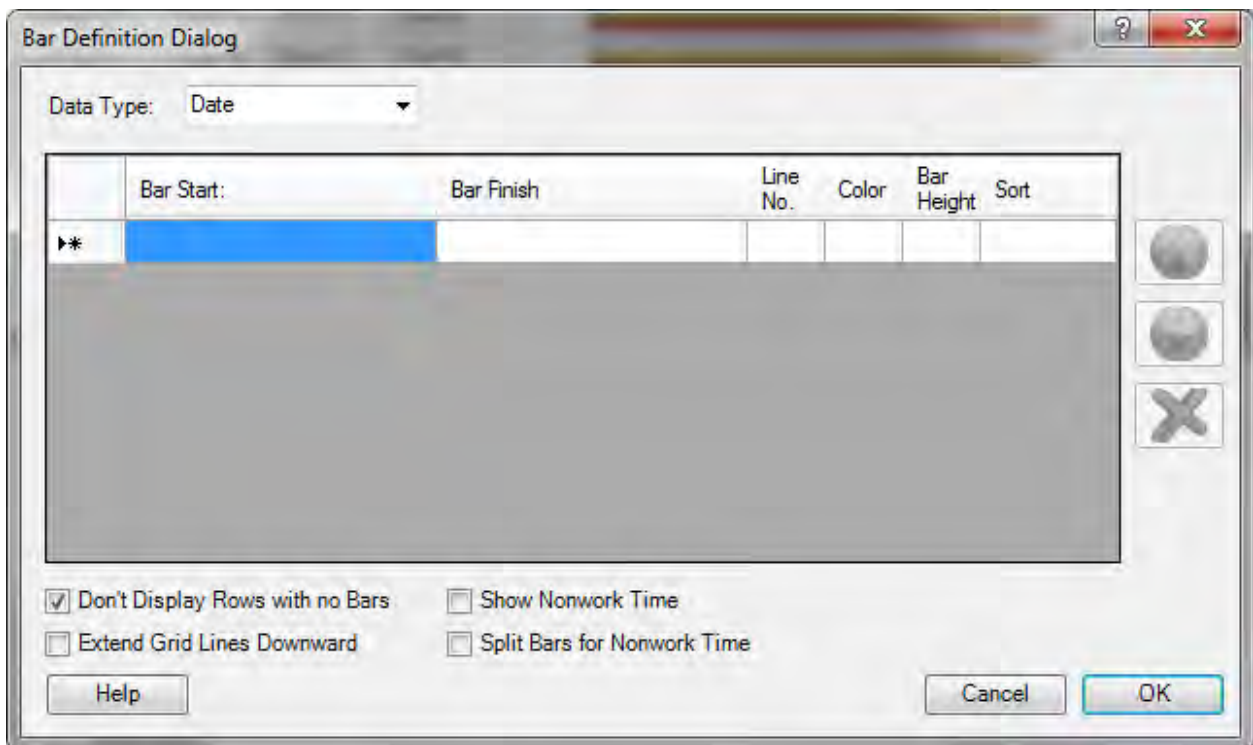 Bar Definition Dialog
Data Type: Date
Bar Start: Bar Finish Line No. Color Bar Height Sort
Don't Display Rows with no Bars Show Nonwork Time
Extend Grid Lines Downward Split Bars for Nonwork Time
Help Cancel OK